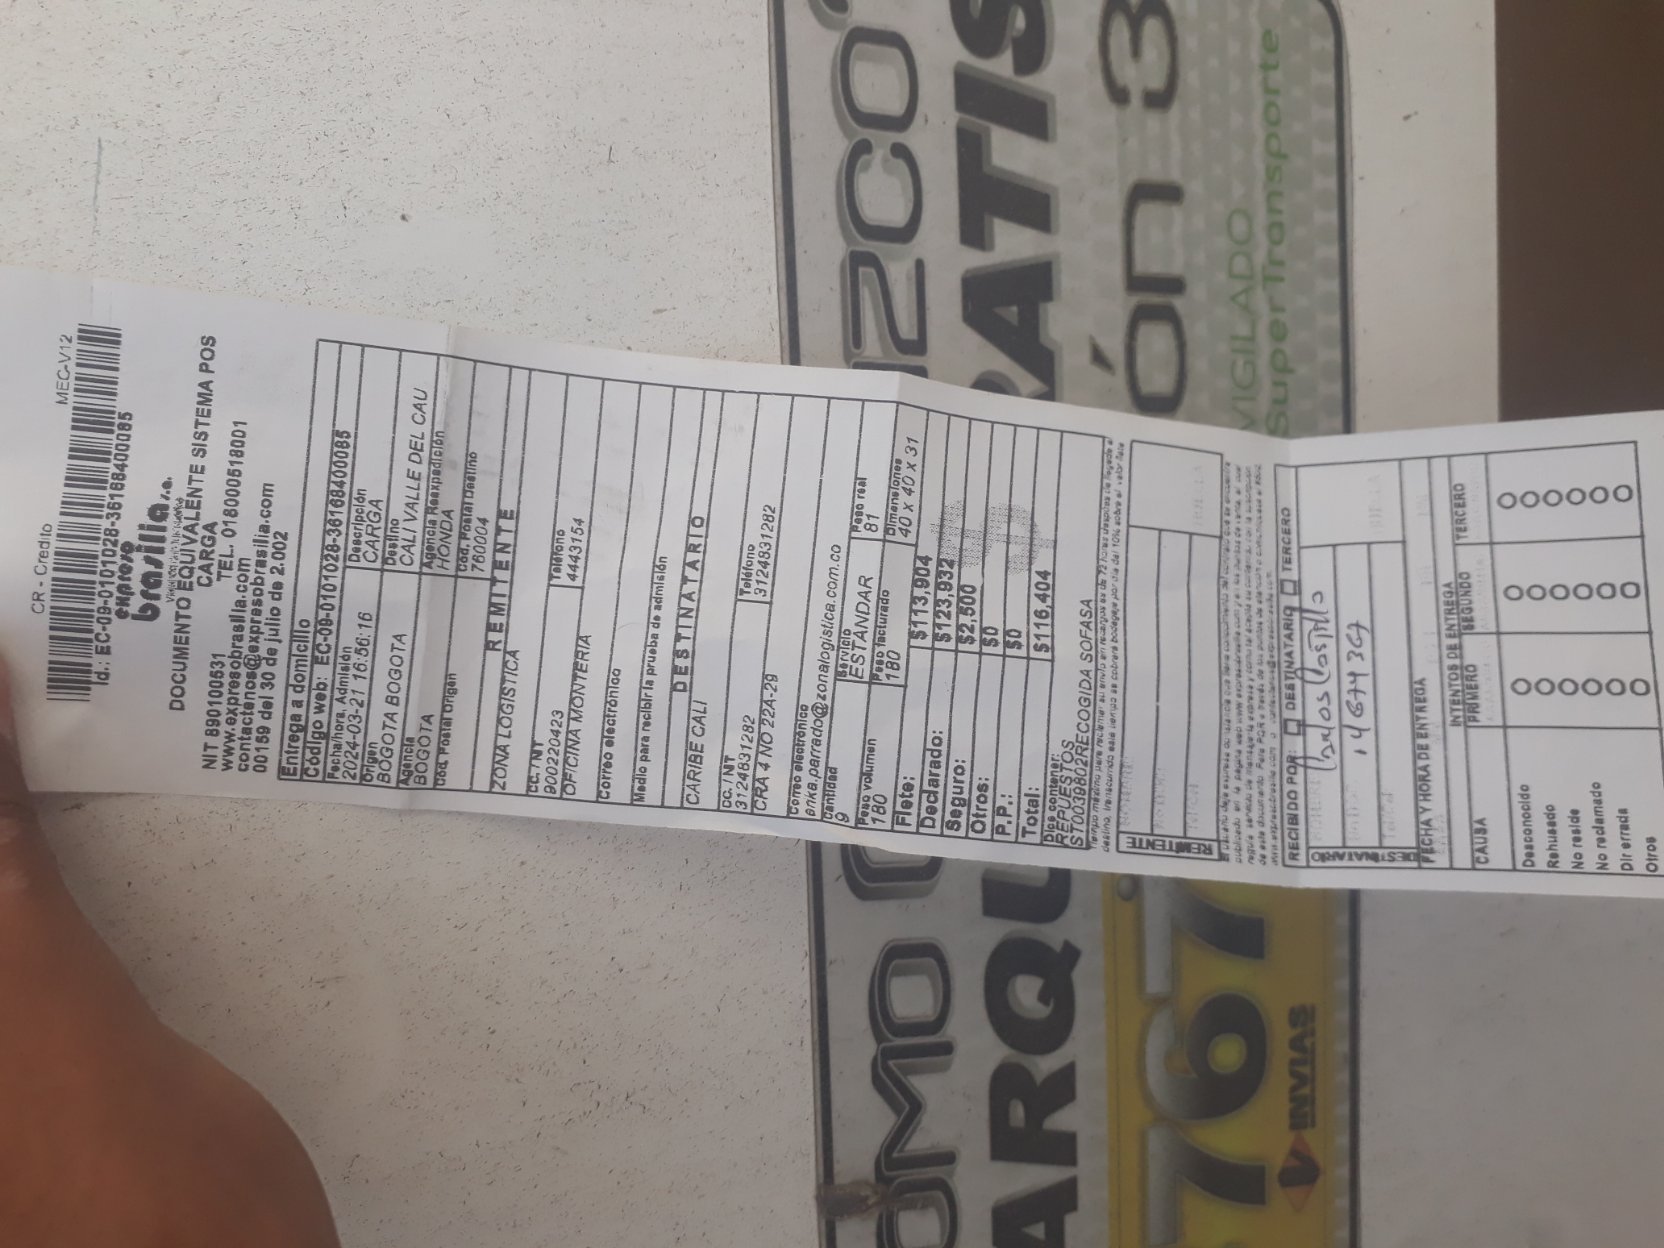 CR - Credito
MEC-V12
Id.: EC-09-0101028-36168400085
expreso
brasilia s.a.
DOCUMENTO EQUIVALENTE SISTEMA POS
CARGA
NIT 890100531 TEL. 018000518001
www.expresobrasilia.com
contactenos@expresobrasilia.com
00159 del 30 de julio de 2.002
Entrega a domicilio
Código web: EC-09-0101028-36168400085
Fecha/hora. Admisión Descripción
2024-03-21 16:56:16 CARGA
Origen Destino
BOGOTA BOGOTA CALI VALLE DEL CAU
Agencia Agencia Reexpedición
BOGOTA HONDA
Cód. Postal Origen Cód. Postal Destino
760004
REMITENTE
ZONA LOGISTICA
CC. / NT Teléfono
900220423 4443154
OFICINA MONTERIA
Correo electrónico
Medio para recibir la prueba de admisión
DESTINATARIO
CARIBE CALI
CC. NT Teléfono
3124831282 3124831282
CRA 4 NO 22A-29
Correo electrónico
erika.parrado@zonalogistica.com.co
Cantidad Servicio
9 ESTANDAR
Peso volumen Peso facturado Peso real
180 180 81
Dimensiones
40 X 40 X 31
Flete: $113,904
Declarado: $123,932
Seguro: $2,500
Otros: $0
P.P.: $0
Total: $116,404
Dice contener:
REPUESTOS
ST0039802RECOGIDA SOFASA
REMITENTE
RECIBIDO POR: DESTINATARIO TERCERO
DESTINATARIO
Carlos Castillo
14674367
FECHA Y HORA DE ENTREGA
INTENTOS DE ENTREGA
CAUSA PRIMERO SEGUNDO TERCERO
Desconocido
Rehusado
No reside
No reclamado
Dir errada
Otros
VIGILADO
SuperTransporte
767
INVIAS